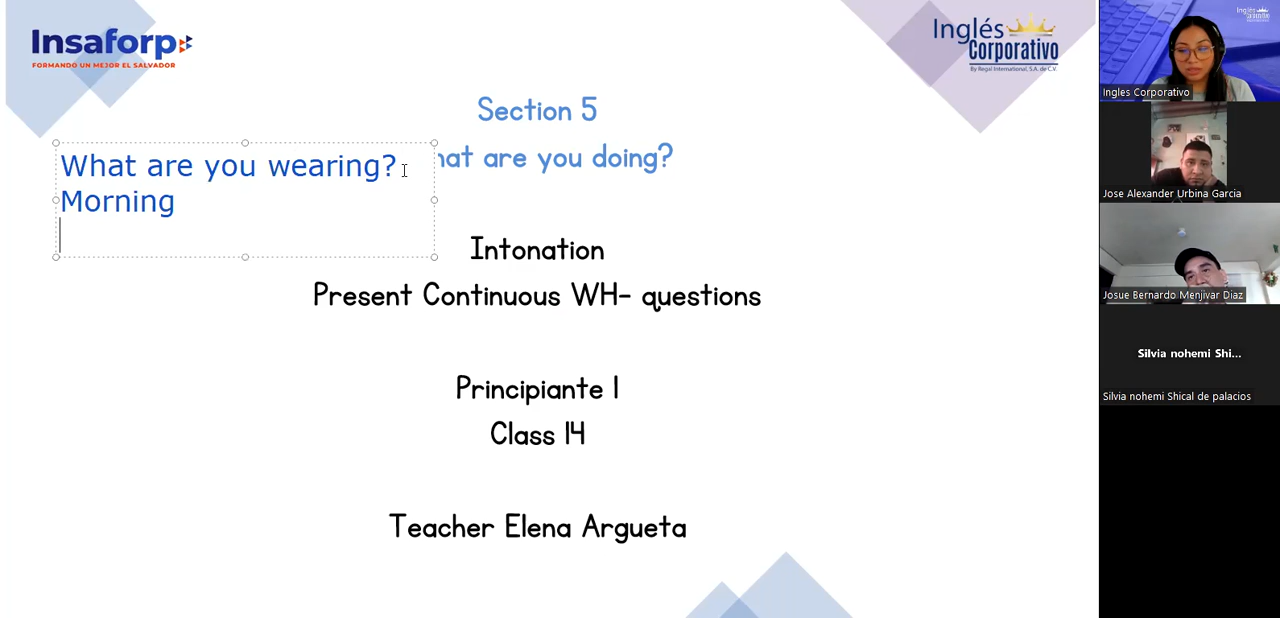 Insaforp
FORMANDO UN MEJOR EL SALVADOR
Inglés
Corporativo
By Regal International, S.A. de C.V.
Section 5
hat are you doing?
What are you wearing?
Morning
Intonation
Present Continuous WH- questions
Principiante 1
Class 14
Teacher Elena Argueta
Inglés
Ingles Corporativo
Jose Alexander Urbina Garcia
Josue Bernardo Menjivar Diaz
Silvia nohemi Shi...
Silvia nohemi Shical de palacios